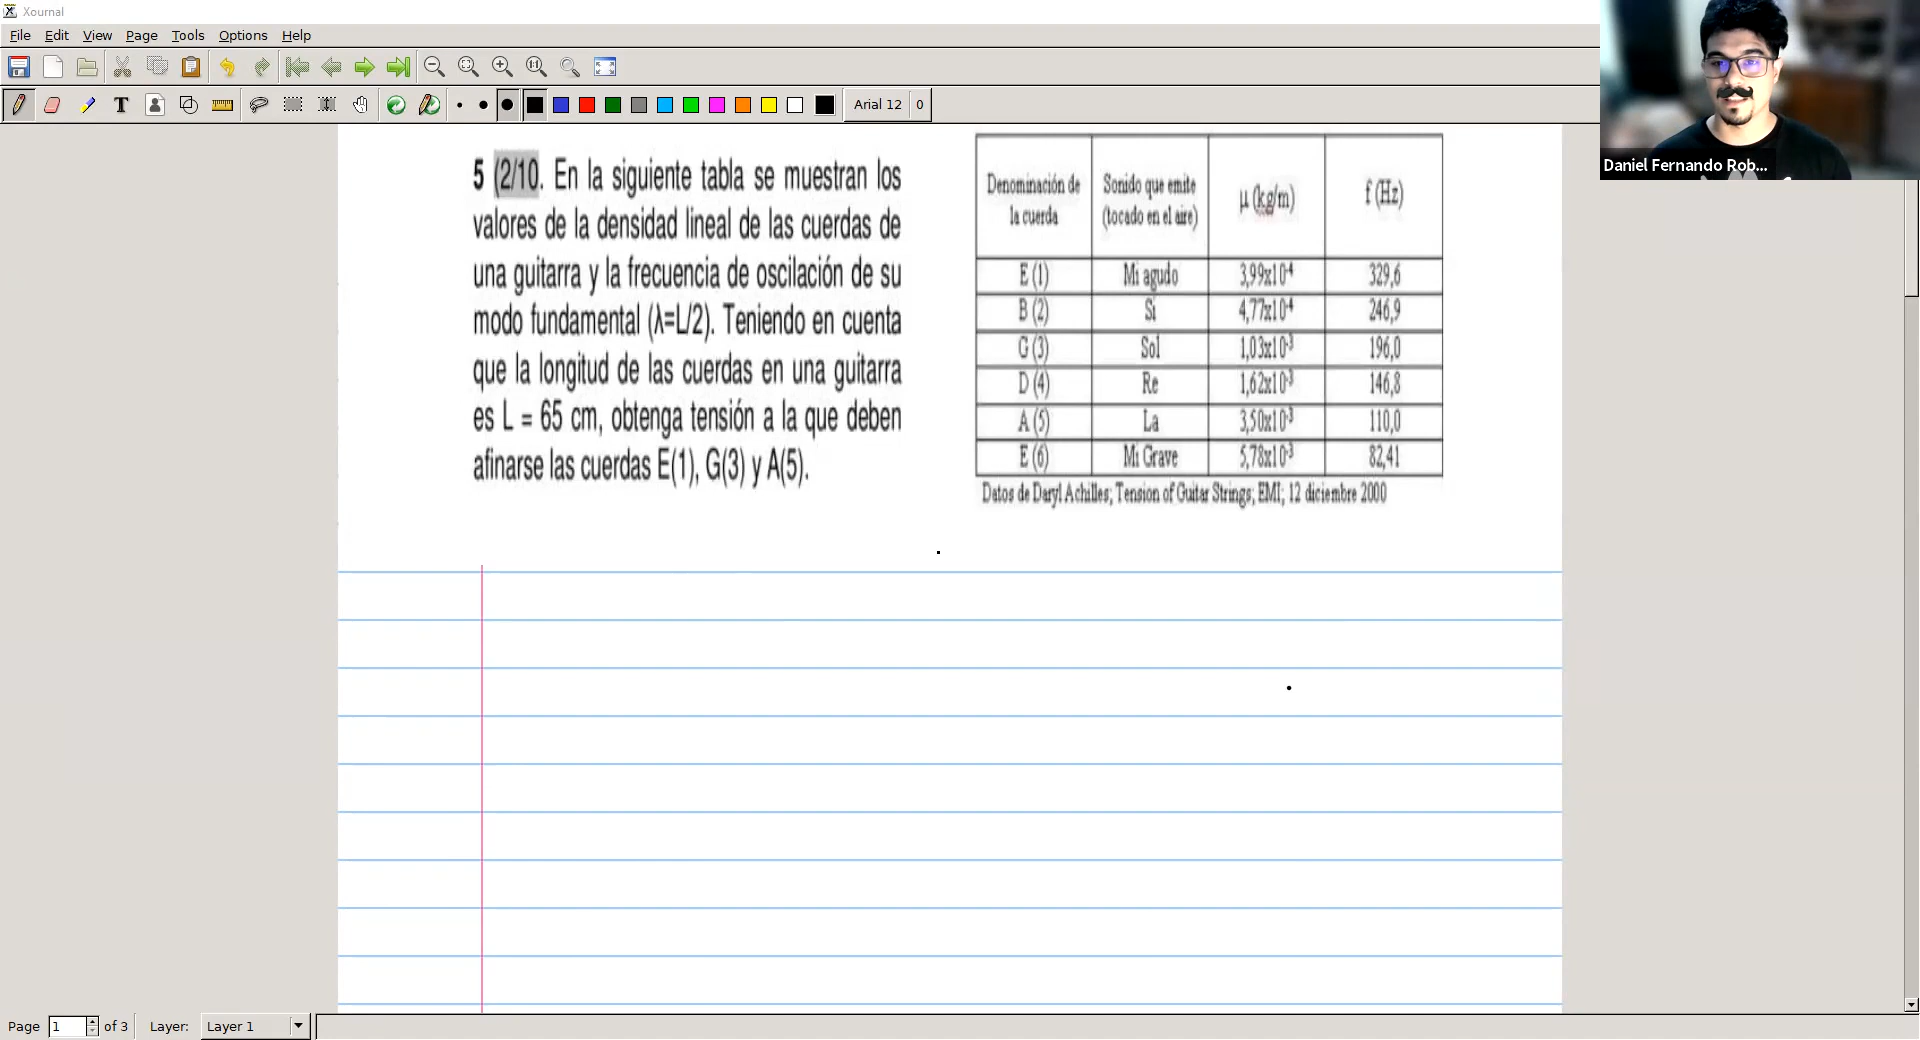 Xournal
File Edit View Page Tools Options Help
T
Arial 12 0
Daniel Fernando Rob...
5 (2/10. En la siguiente tabla se muestran los
valores de la densidad lineal de las cuerdas de
una guitarra y la frecuencia de oscilación de su
modo fundamental (λ=L/2). Teniendo en cuenta
que la longitud de las cuerdas en una guitarra
es L = 65 cm, obtenga tensión a la que deben
afinarse las cuerdas E(1), G(3) y A(5).
Denominación de
la cuerda
Sonido que emite
(tocado en el aire)
μ (kg/m)
f (Hz)
E (1) Mi agudo 3,99x10⁻⁴ 329,6
B (2) Si 4,77x10⁻⁴ 246,9
G (3) Sol 1,03x10⁻³ 196,0
D (4) Re 1,62x10⁻³ 146,8
A (5) La 3,50x10⁻³ 110,0
E (6) Mi Grave 5,78x10⁻³ 82,41
Datos de Daryl Achilles; Tension of Guitar Strings; EMI; 12 diciembre 2000
Page 1 of 3 Layer: Layer 1